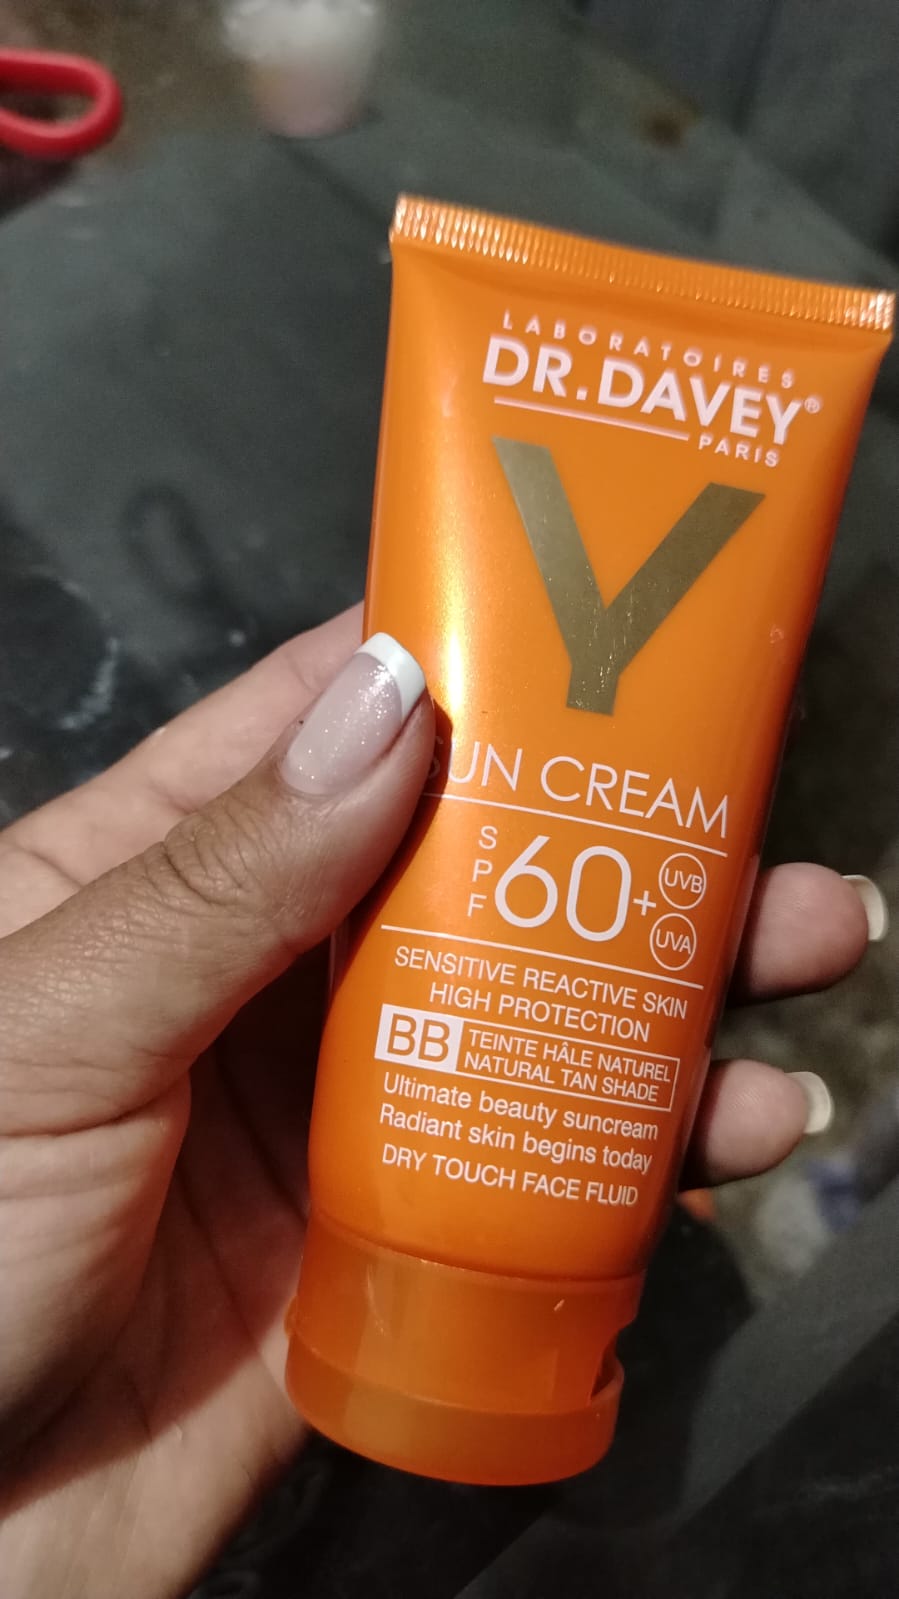 LABORATOIRES
DR.DAVEY®
PARIS
Y
SUN CREAM
SPF 60+ UVB UVA
SENSITIVE REACTIVE SKIN
HIGH PROTECTION
BB TEINTE HÂLE NATUREL
NATURAL TAN SHADE
Ultimate beauty suncream
Radiant skin begins today
DRY TOUCH FACE FLUID